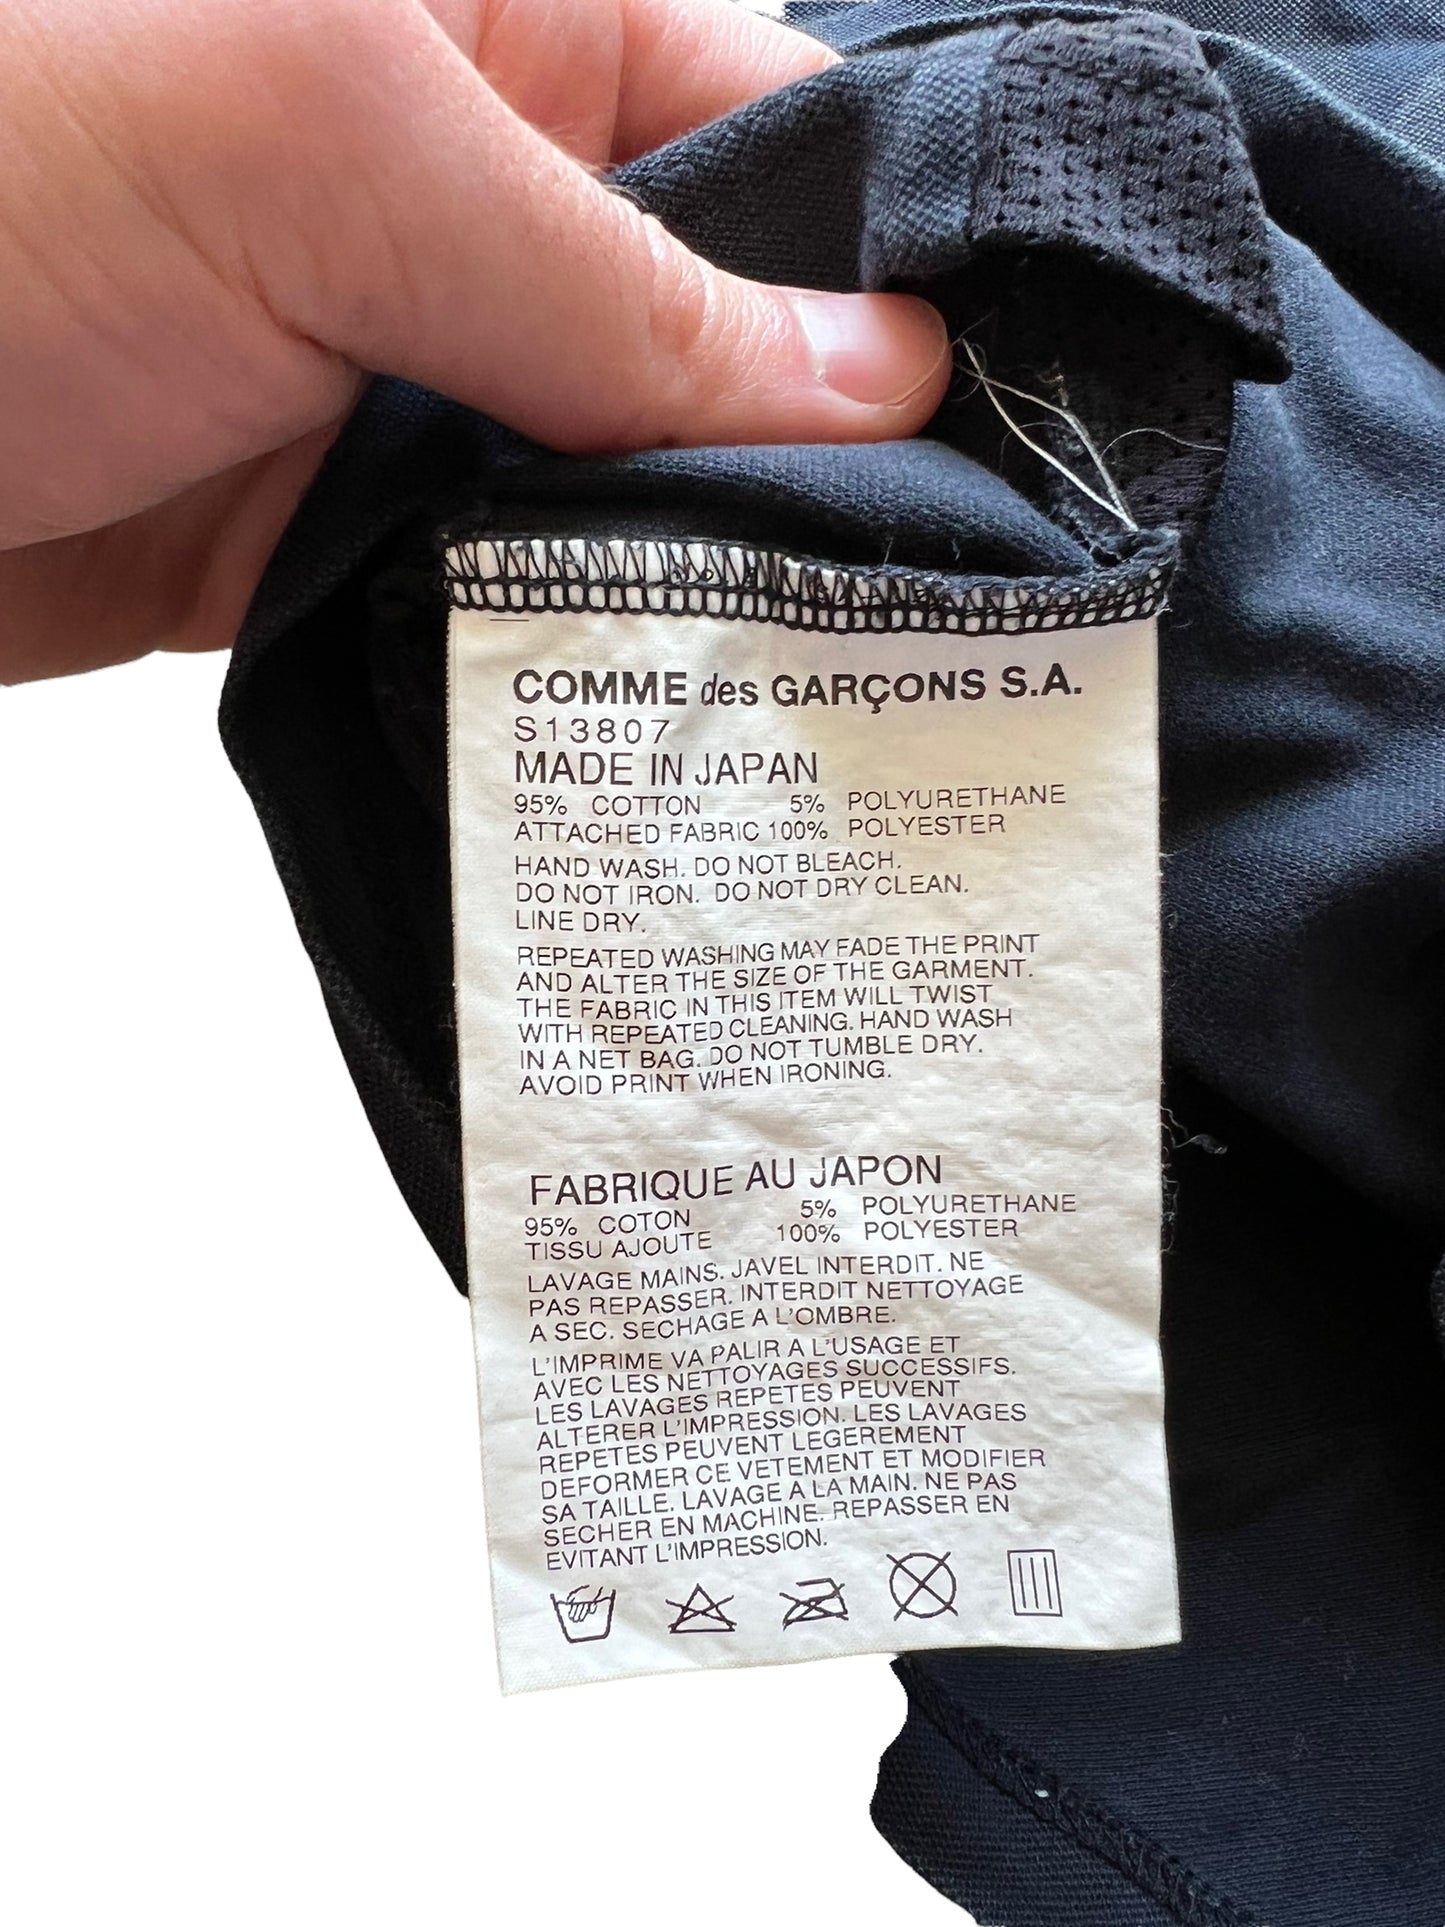 COMME des GARÇONS S.A.
S13807
MADE IN JAPAN
95% COTTON 5% POLYURETHANE
ATTACHED FABRIC 100% POLYESTER
HAND WASH. DO NOT BLEACH.
DO NOT IRON. DO NOT DRY CLEAN.
LINE DRY.
REPEATED WASHING MAY FADE THE PRINT
AND ALTER THE SIZE OF THE GARMENT.
THE FABRIC IN THIS ITEM WILL TWIST
WITH REPEATED CLEANING. HAND WASH
IN A NET BAG. DO NOT TUMBLE DRY.
AVOID PRINT WHEN IRONING.
FABRIQUE AU JAPON
95% COTON 5% POLYURETHANE
TISSU AJOUTE 100% POLYESTER
LAVAGE MAINS. JAVEL INTERDIT. NE
PAS REPASSER. INTERDIT NETTOYAGE
A SEC. SECHAGE A L'OMBRE.
L'IMPRIME VA PALIR A L'USAGE ET
AVEC LES NETTOYAGES SUCCESSIFS.
LES LAVAGES REPETES PEUVENT
ALTERER L'IMPRESSION. LES LAVAGES
REPETES PEUVENT LEGEREMENT
DEFORMER CE VETEMENT ET MODIFIER
SA TAILLE. LAVAGE A LA MAIN. NE PAS
SECHER EN MACHINE. REPASSER EN
EVITANT L'IMPRESSION.